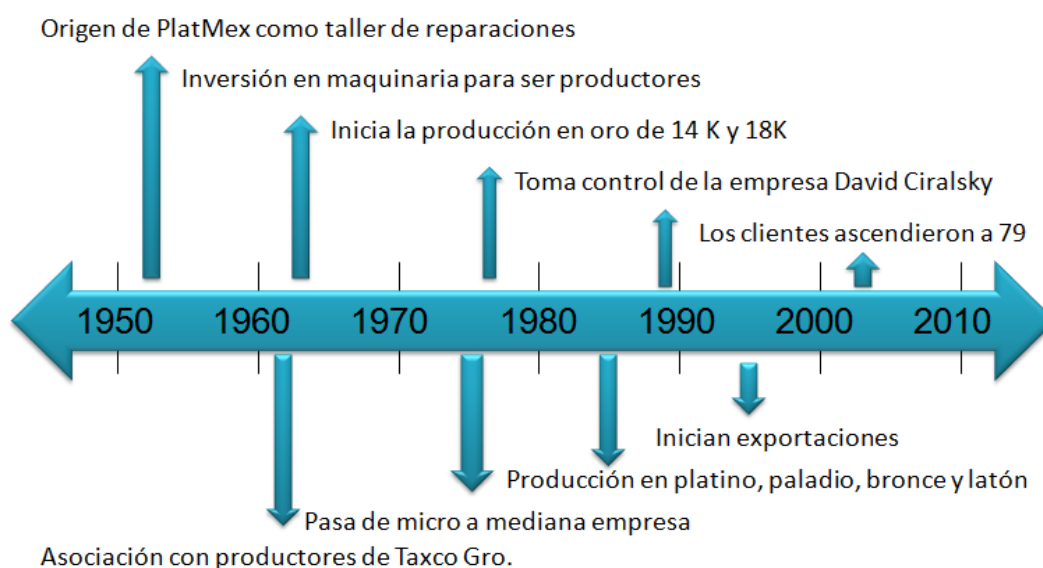 Origen de PlatMex como taller de reparaciones
Inversión en maquinaria para ser productores
Inicia la producción en oro de 14 K y 18K
Toma control de la empresa David Ciralsky
Los clientes ascendieron a 79
1950 1960 1970 1980 1990 2000 2010
Inician exportaciones
Producción en platino, paladio, bronce y latón
Pasa de micro a mediana empresa
Asociación con productores de Taxco Gro.